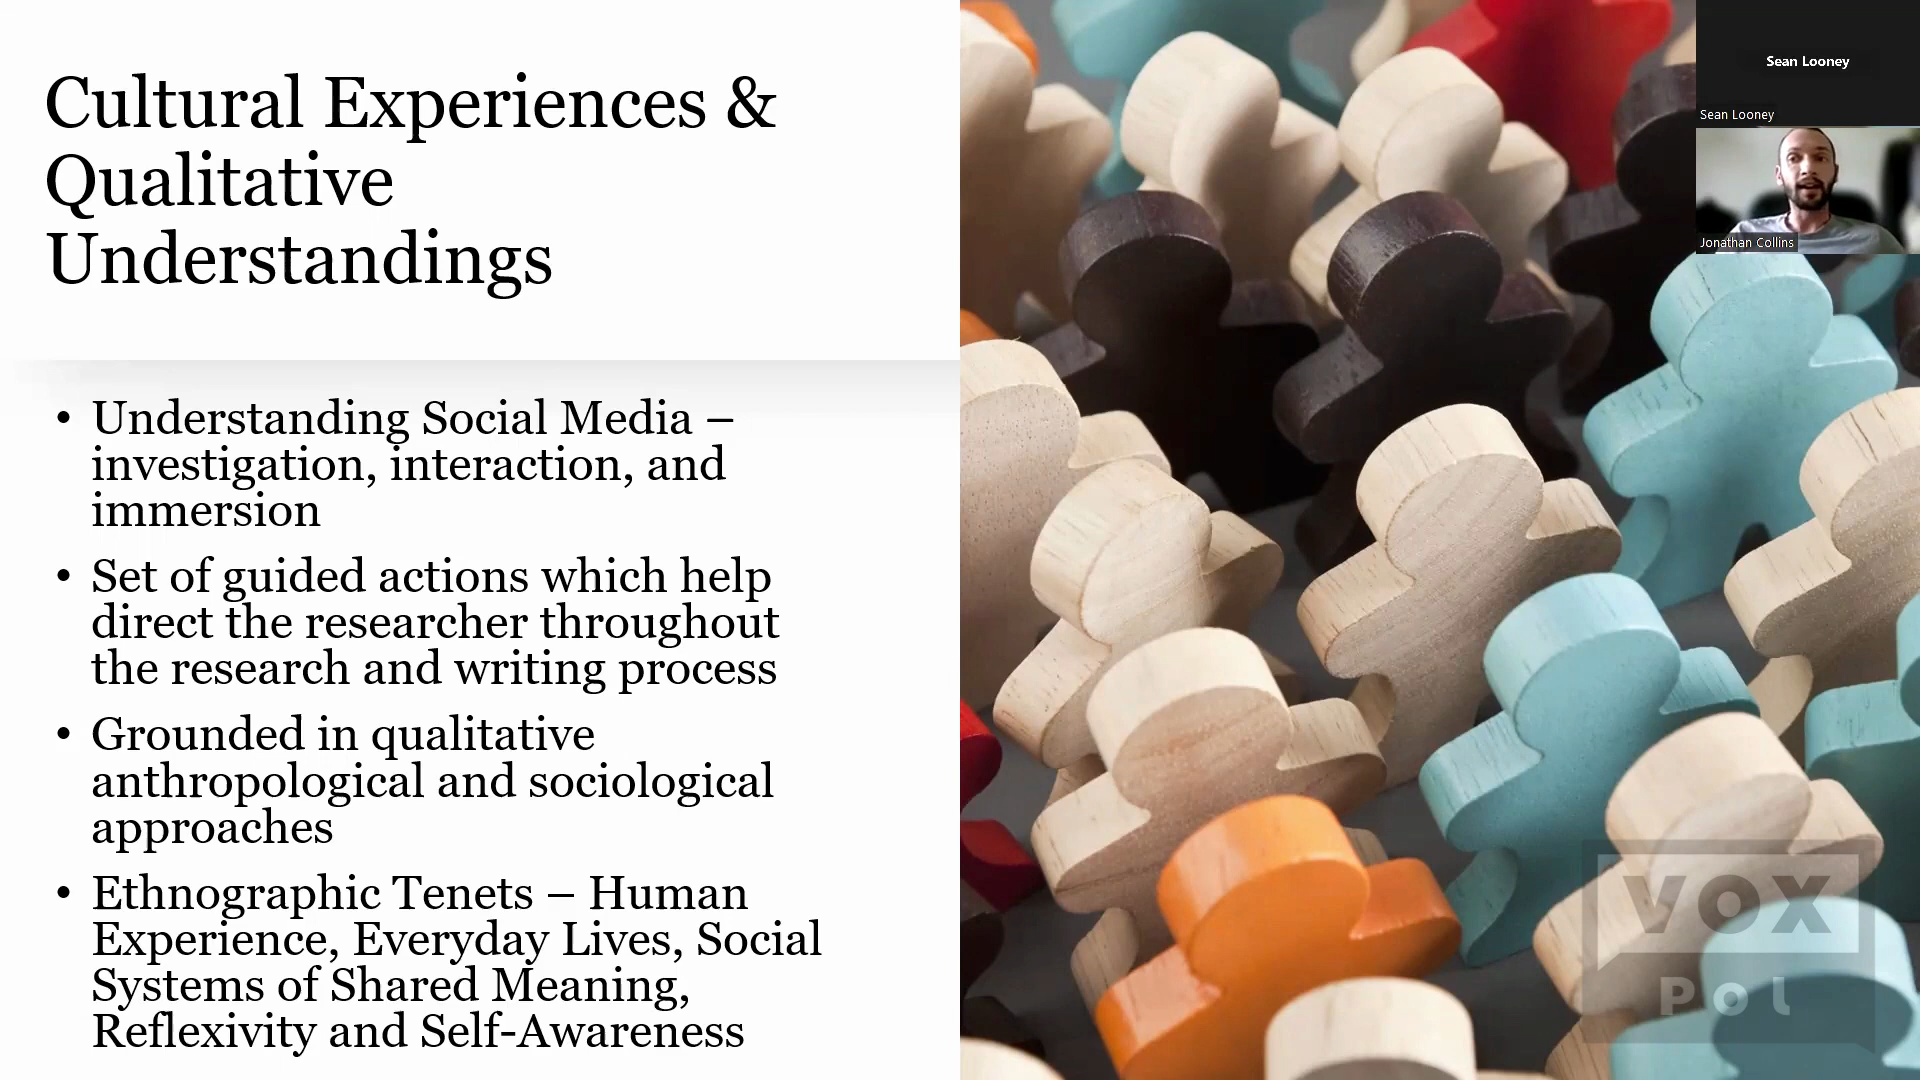 Cultural Experiences &
Qualitative
Understandings
• Understanding Social Media –
investigation, interaction, and
immersion
• Set of guided actions which help
direct the researcher throughout
the research and writing process
• Grounded in qualitative
anthropological and sociological
approaches
• Ethnographic Tenets – Human
Experience, Everyday Lives, Social
Systems of Shared Meaning,
Reflexivity and Self-Awareness
Sean Looney
Sean Looney
Jonathan Collins
VOX
Pol